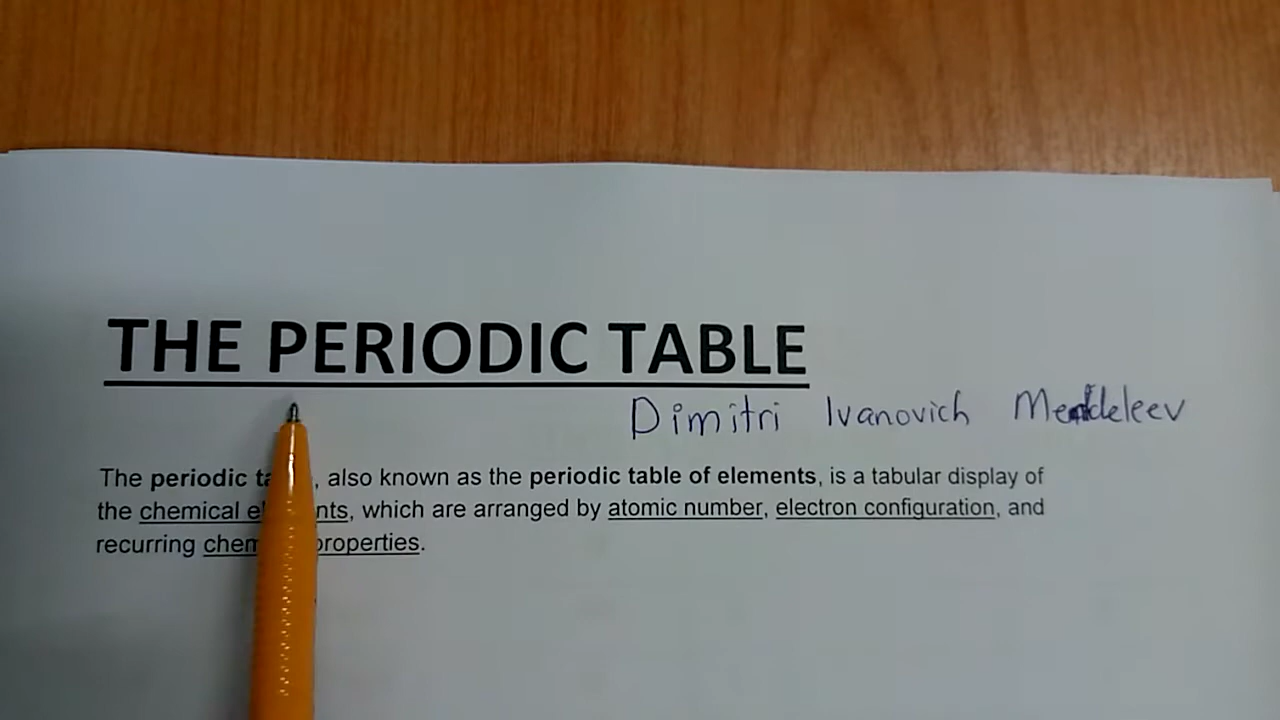 THE PERIODIC TABLE
Dimitri Ivanovich Mendeleev
The periodic , also known as the periodic table of elements, is a tabular display of
the chemical , which are arranged by atomic number, electron configuration, and
recurring properties.